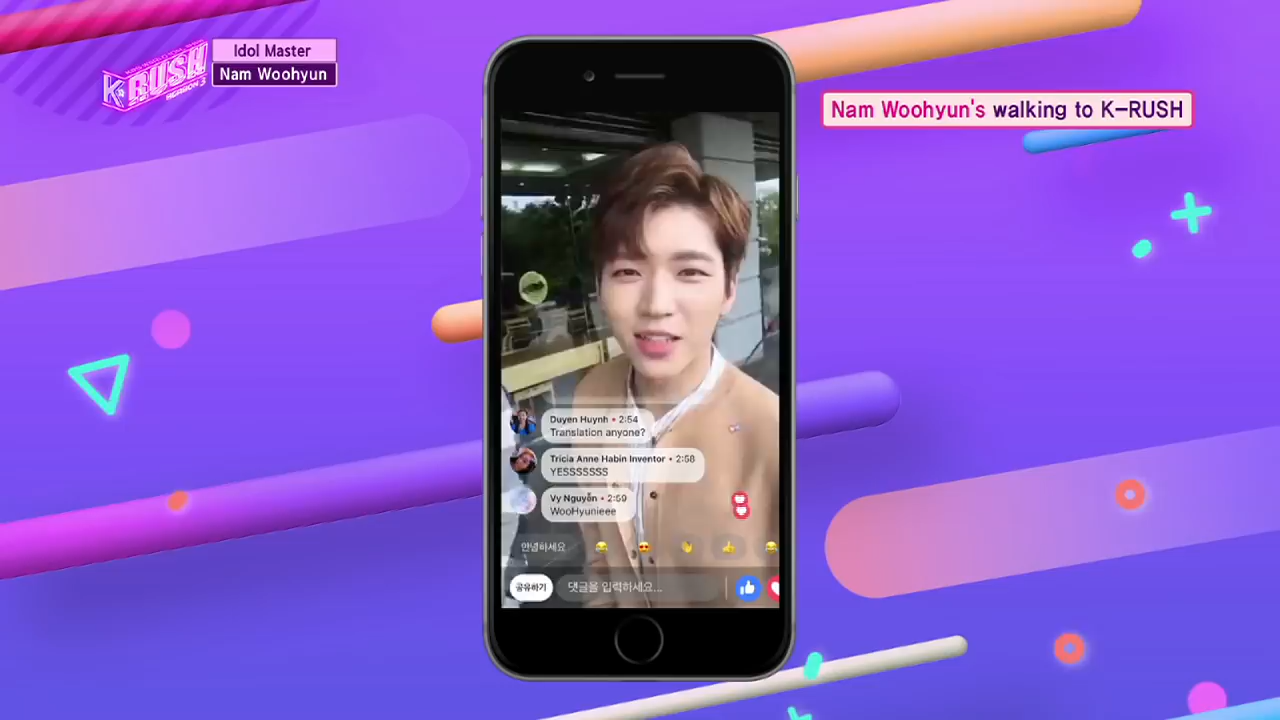 K-RUSH
SEASON 3
Idol Master
Nam Woohyun
Nam Woohyun's walking to K-RUSH
Duyen Huynh • 2:54
Translation anyone?
Tricia Anne Habin Inventor • 2:58
YESSSSSSS
Vy Nguyễn • 2:59
WooHyunieee
안녕하세요
공유하기
댓글을 입력하세요...